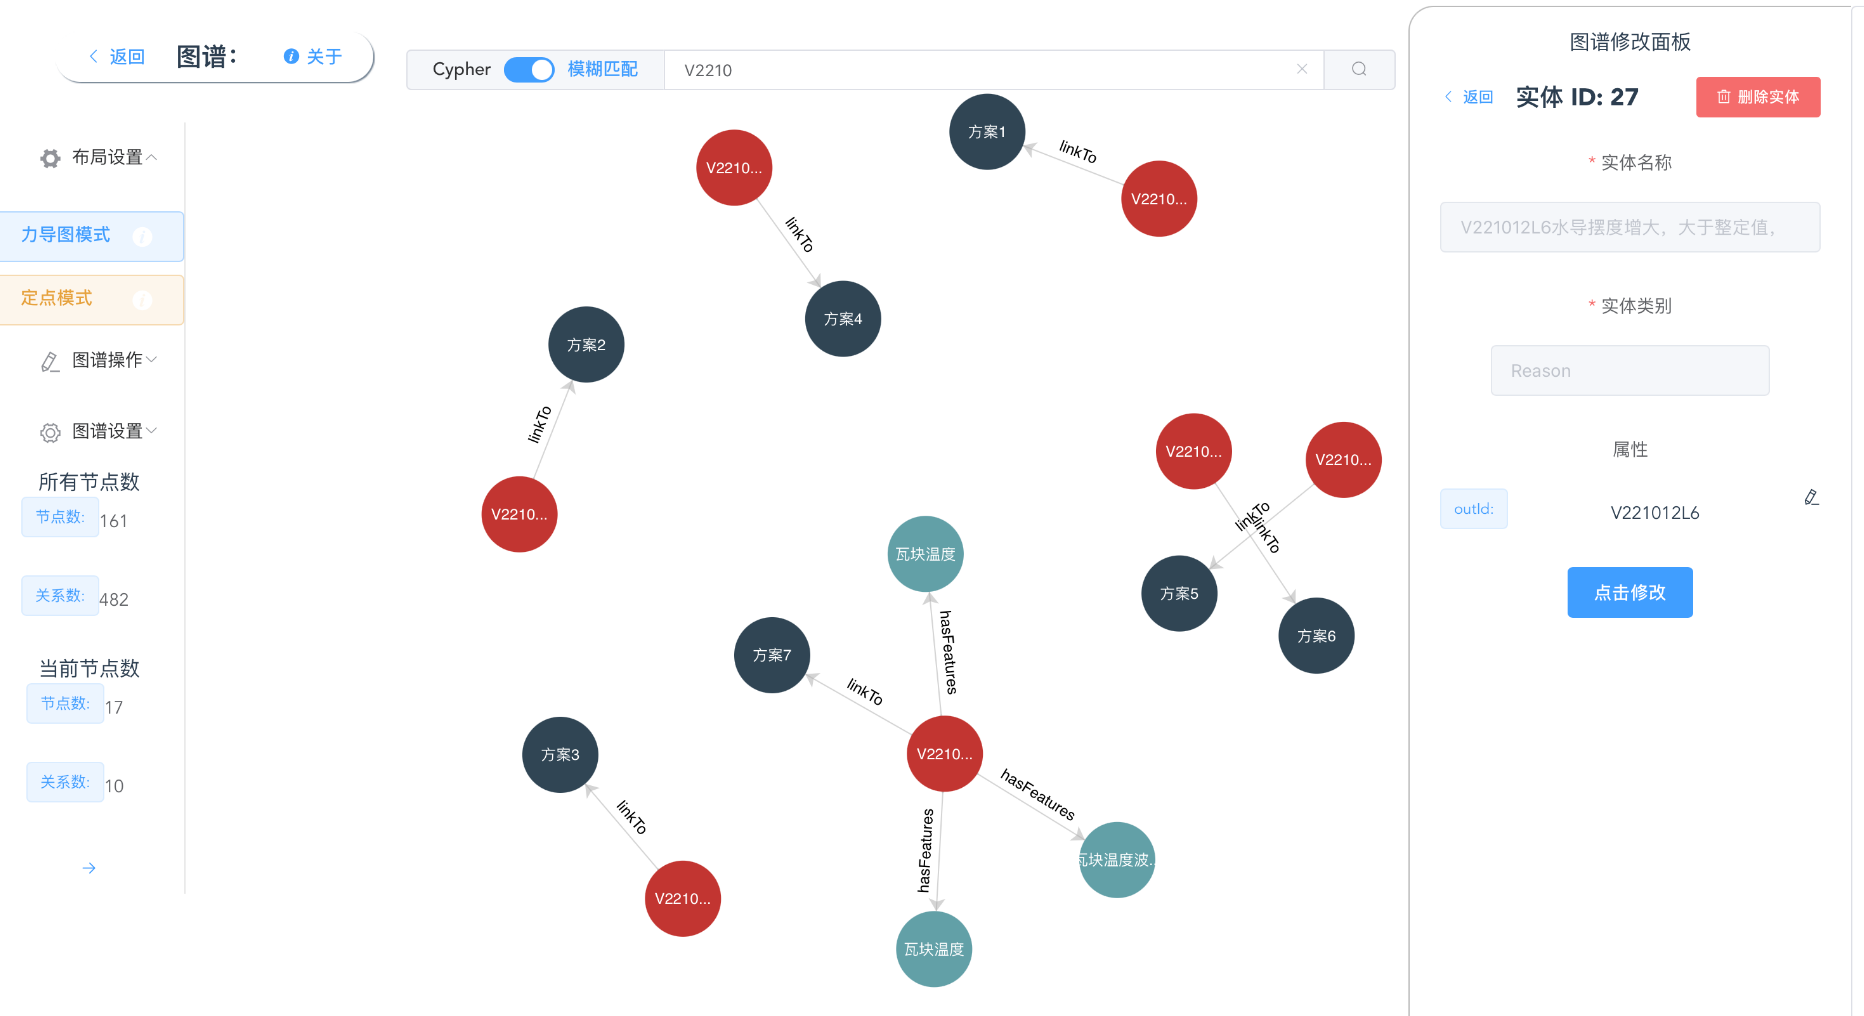 返回
图谱：
关于
Cypher
模糊匹配
V2210
布局设置
力导图模式
定点模式
图谱操作
图谱设置
所有节点数
节点数: 161
关系数: 482
当前节点数
节点数: 17
关系数: 10
方案1
linkTo
V2210...
V2210...
linkTo
方案4
方案2
linkTo
V2210...
V2210...
V2210...
linkTo
linkTo
方案5
方案6
瓦块温度
hasFeatures
方案7
linkTo
V2210...
hasFeatures
hasFeatures
瓦块温度波..
瓦块温度
方案3
linkTo
V2210...
图谱修改面板
返回
实体 ID: 27
删除实体
* 实体名称
V221012L6水导摆度增大，大于整定值，
* 实体类别
Reason
属性
outId:
V221012L6
点击修改